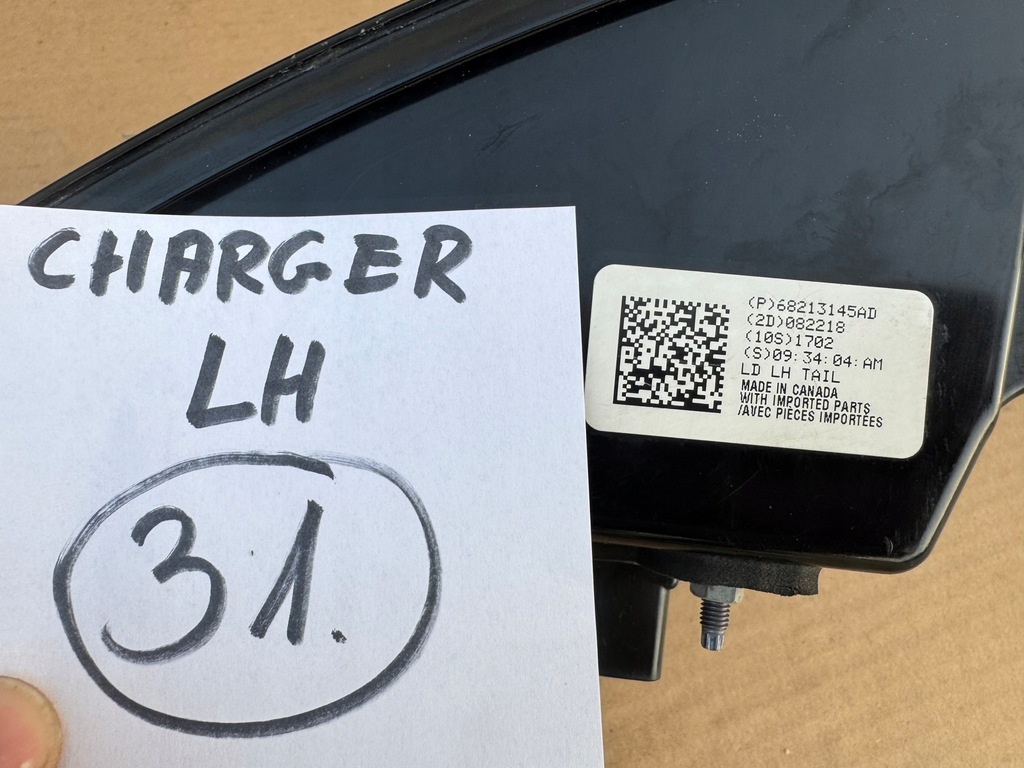 CHARGER
LH
31.
(P)68213145AD
(2D)082218
(10S)1702
(S)09:34:04:AM
LD LH TAIL
MADE IN CANADA
WITH IMPORTED PARTS
/AVEC PIÈCES IMPORTÉES